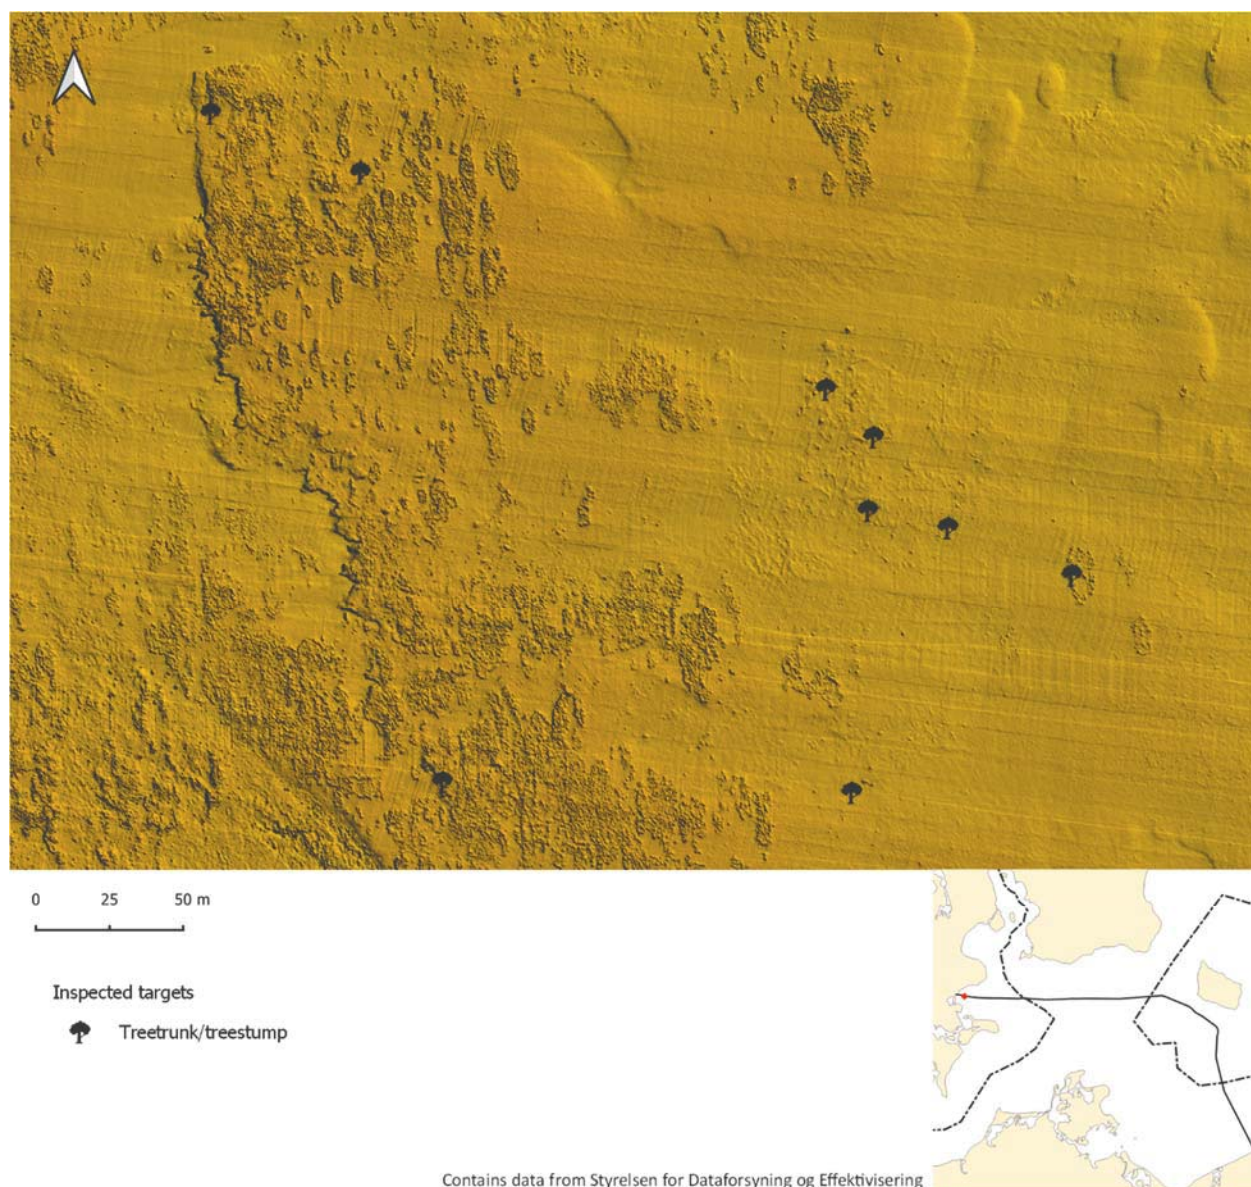 0 25 50 m
Inspected targets
Treetrunk/treestump
Contains data from Styrelsen for Dataforsyning og Effektivisering